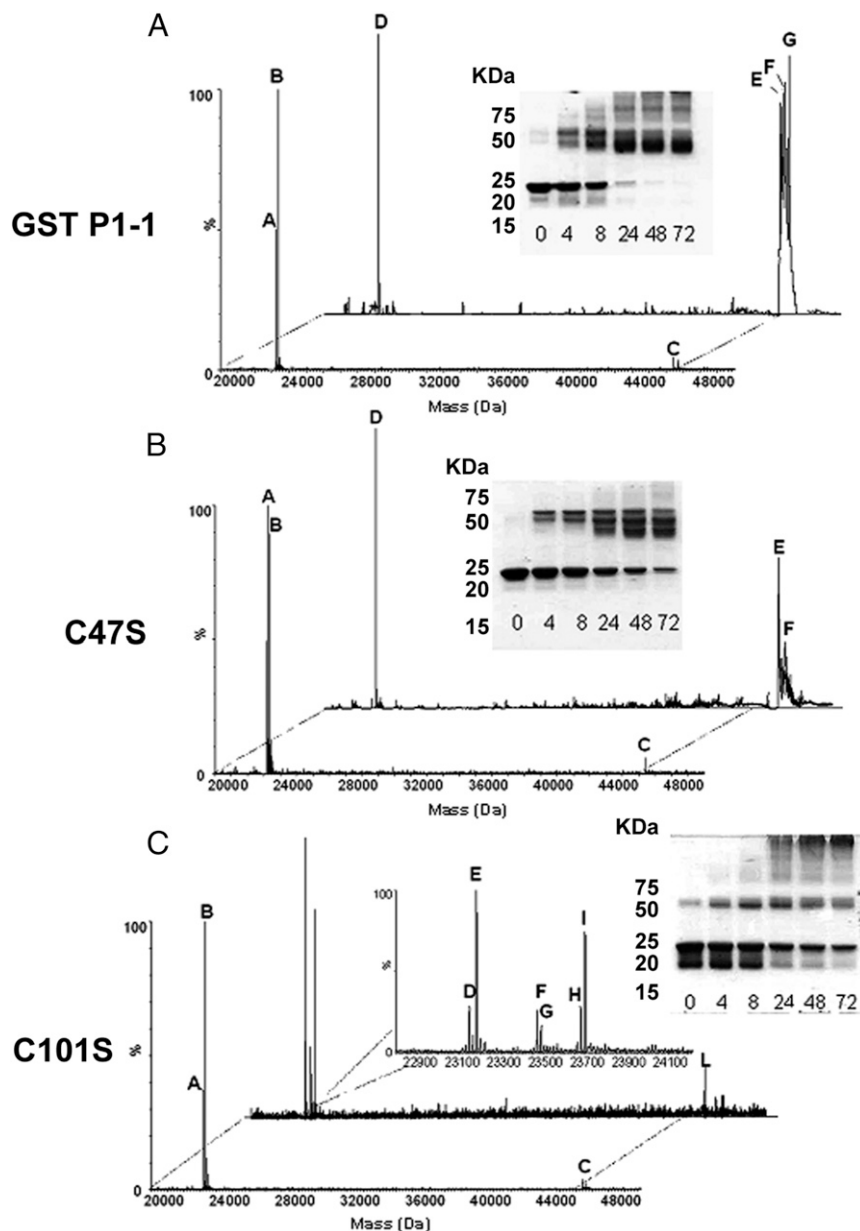 A
D
G
KDa
F
E
B
100
75
50
25
20
15
A
GST P1-1
%
0 4 8 24 48 72
C
0
20000 24000 28000 32000 36000 40000 44000 48000
Mass (Da)
B
D
KDa
A
100
B
75
50
25
20
15
E
F
C47S
%
0 4 8 24 48 72
C
0
20000 24000 28000 32000 36000 40000 44000 48000
Mass (Da)
C
KDa
E
B
100
100
I
75
50
25
20
15
%
D
F
G
H
0 4 8 24 48 72
C101S
%
0
22900 23100 23300 23500 23700 23900 24100
A
L
C
0
20000 24000 28000 32000 36000 40000 44000 48000
Mass (Da)